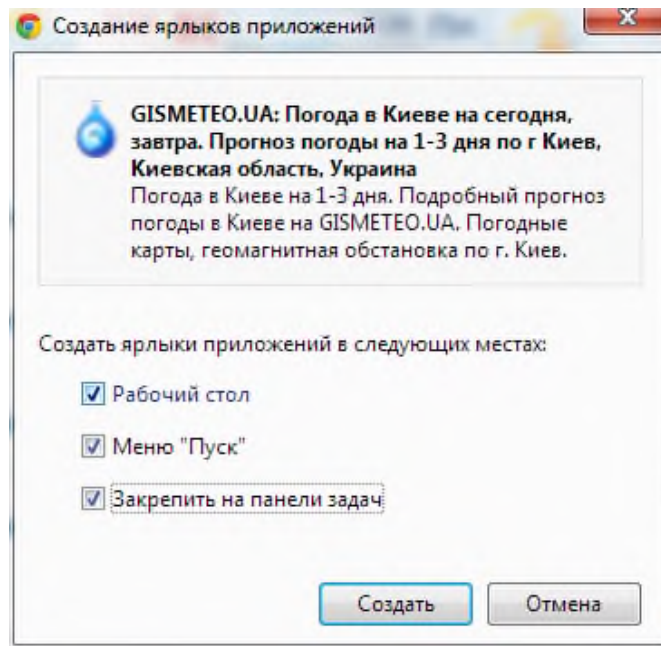 Создание ярлыков приложений
GISMETEO.UA: Погода в Киеве на сегодня,
завтра. Прогноз погоды на 1-3 дня по г Киев,
Киевская область, Украина
Погода в Киеве на 1-3 дня. Подробный прогноз
погоды в Киеве на GISMETEO.UA. Погодные
карты, геомагнитная обстановка по г. Киев.
Создать ярлыки приложений в следующих местах:
Рабочий стол
Меню "Пуск"
Закрепить на панели задач
Создать Отмена